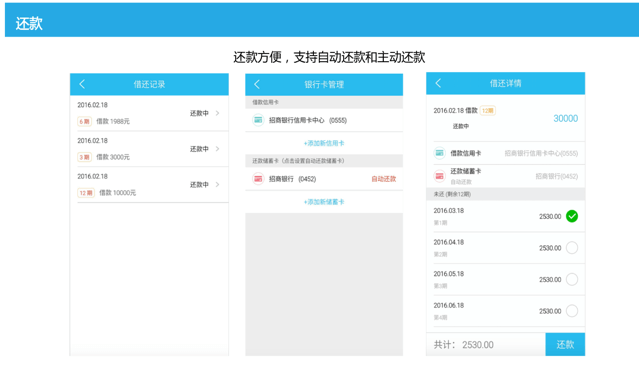 还款
还款方便，支持自动还款和主动还款
借还记录
2016.02.18
6 期 借款 1988元
还款中
2016.02.18
3 期 借款 3000元
还款中
2016.02.18
12 期 借款 10000元
还款中
银行卡管理
借款信用卡
招商银行信用卡中心 (0555)
+添加新信用卡
还款储蓄卡（点击设置自动还款储蓄卡）
招商银行 (0452) 自动还款
+添加新储蓄卡
借还详情
2016.02.18 借款 12期
还款中
30000
借款信用卡 招商银行信用卡中心(0555)
还款储蓄卡 招商银行(0452)
自动还款
未还 (剩余12期)
2016.03.18
第1期
2530.00
2016.04.18
第2期
2530.00
2016.05.18
第3期
2530.00
2016.06.18
第4期
2530.00
共计： 2530.00 还款